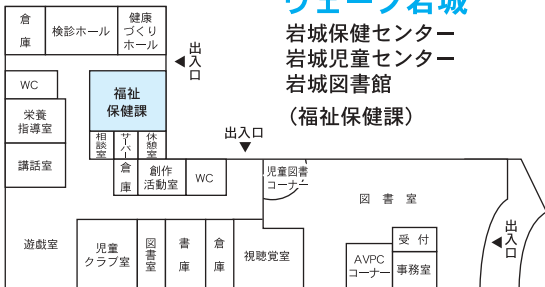 ウェーブ岩城
岩城保健センター
岩城児童センター
岩城図書館
（福祉保健課）
倉庫
検診ホール
健康
づくり
ホール
出入口
WC
福祉
保健課
栄養
指導室
相談室
サーバー
休憩室
出入口
講話室
倉庫
創作
活動室
WC
児童図書
コーナー
図書室
遊戯室
児童
クラブ室
図書室
書庫
倉庫
視聴覚室
AVPC
コーナー
受付
事務室
出入口